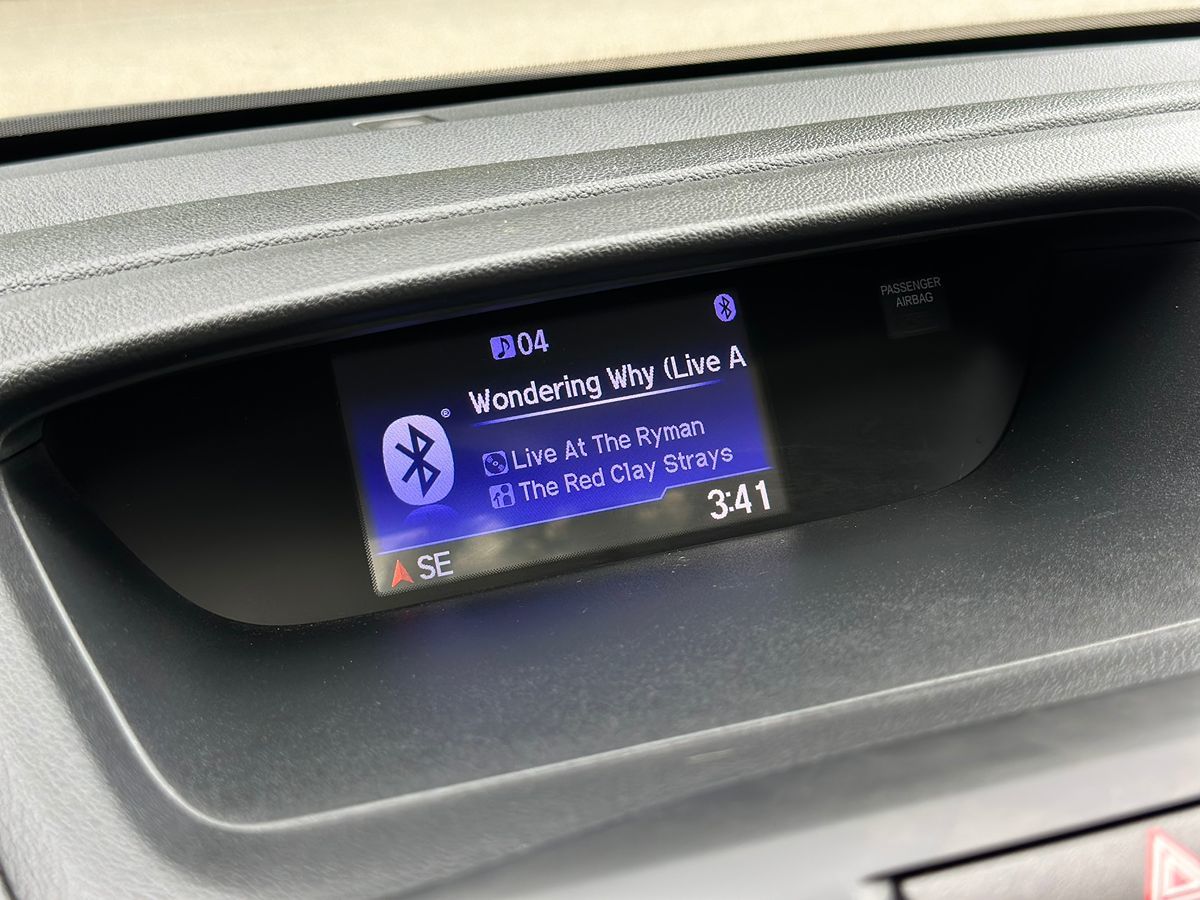 04
Wondering Why (Live A
Live At The Ryman
The Red Clay Strays
3:41
SE
PASSENGER
AIRBAG